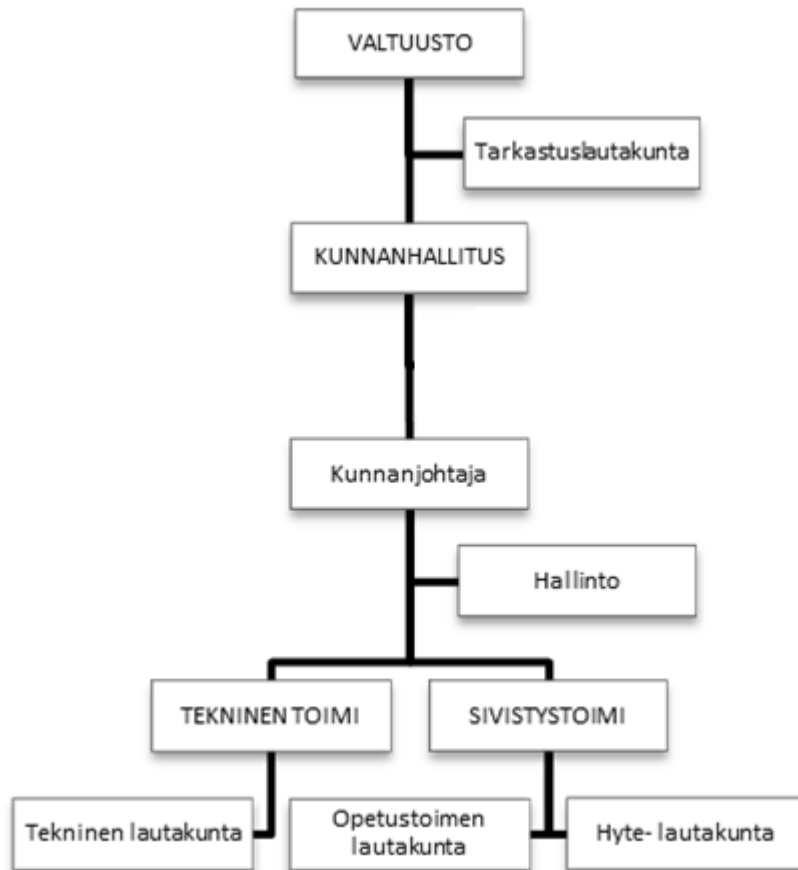 VALTUUSTO
Tarkastuslautakunta
KUNNANHALLITUS
Kunnanjohtaja
Hallinto
TEKNINEN TOIMI
SIVISTYSTOIMI
Tekninen lautakunta
Opetustoimen
lautakunta
Hyte- lautakunta